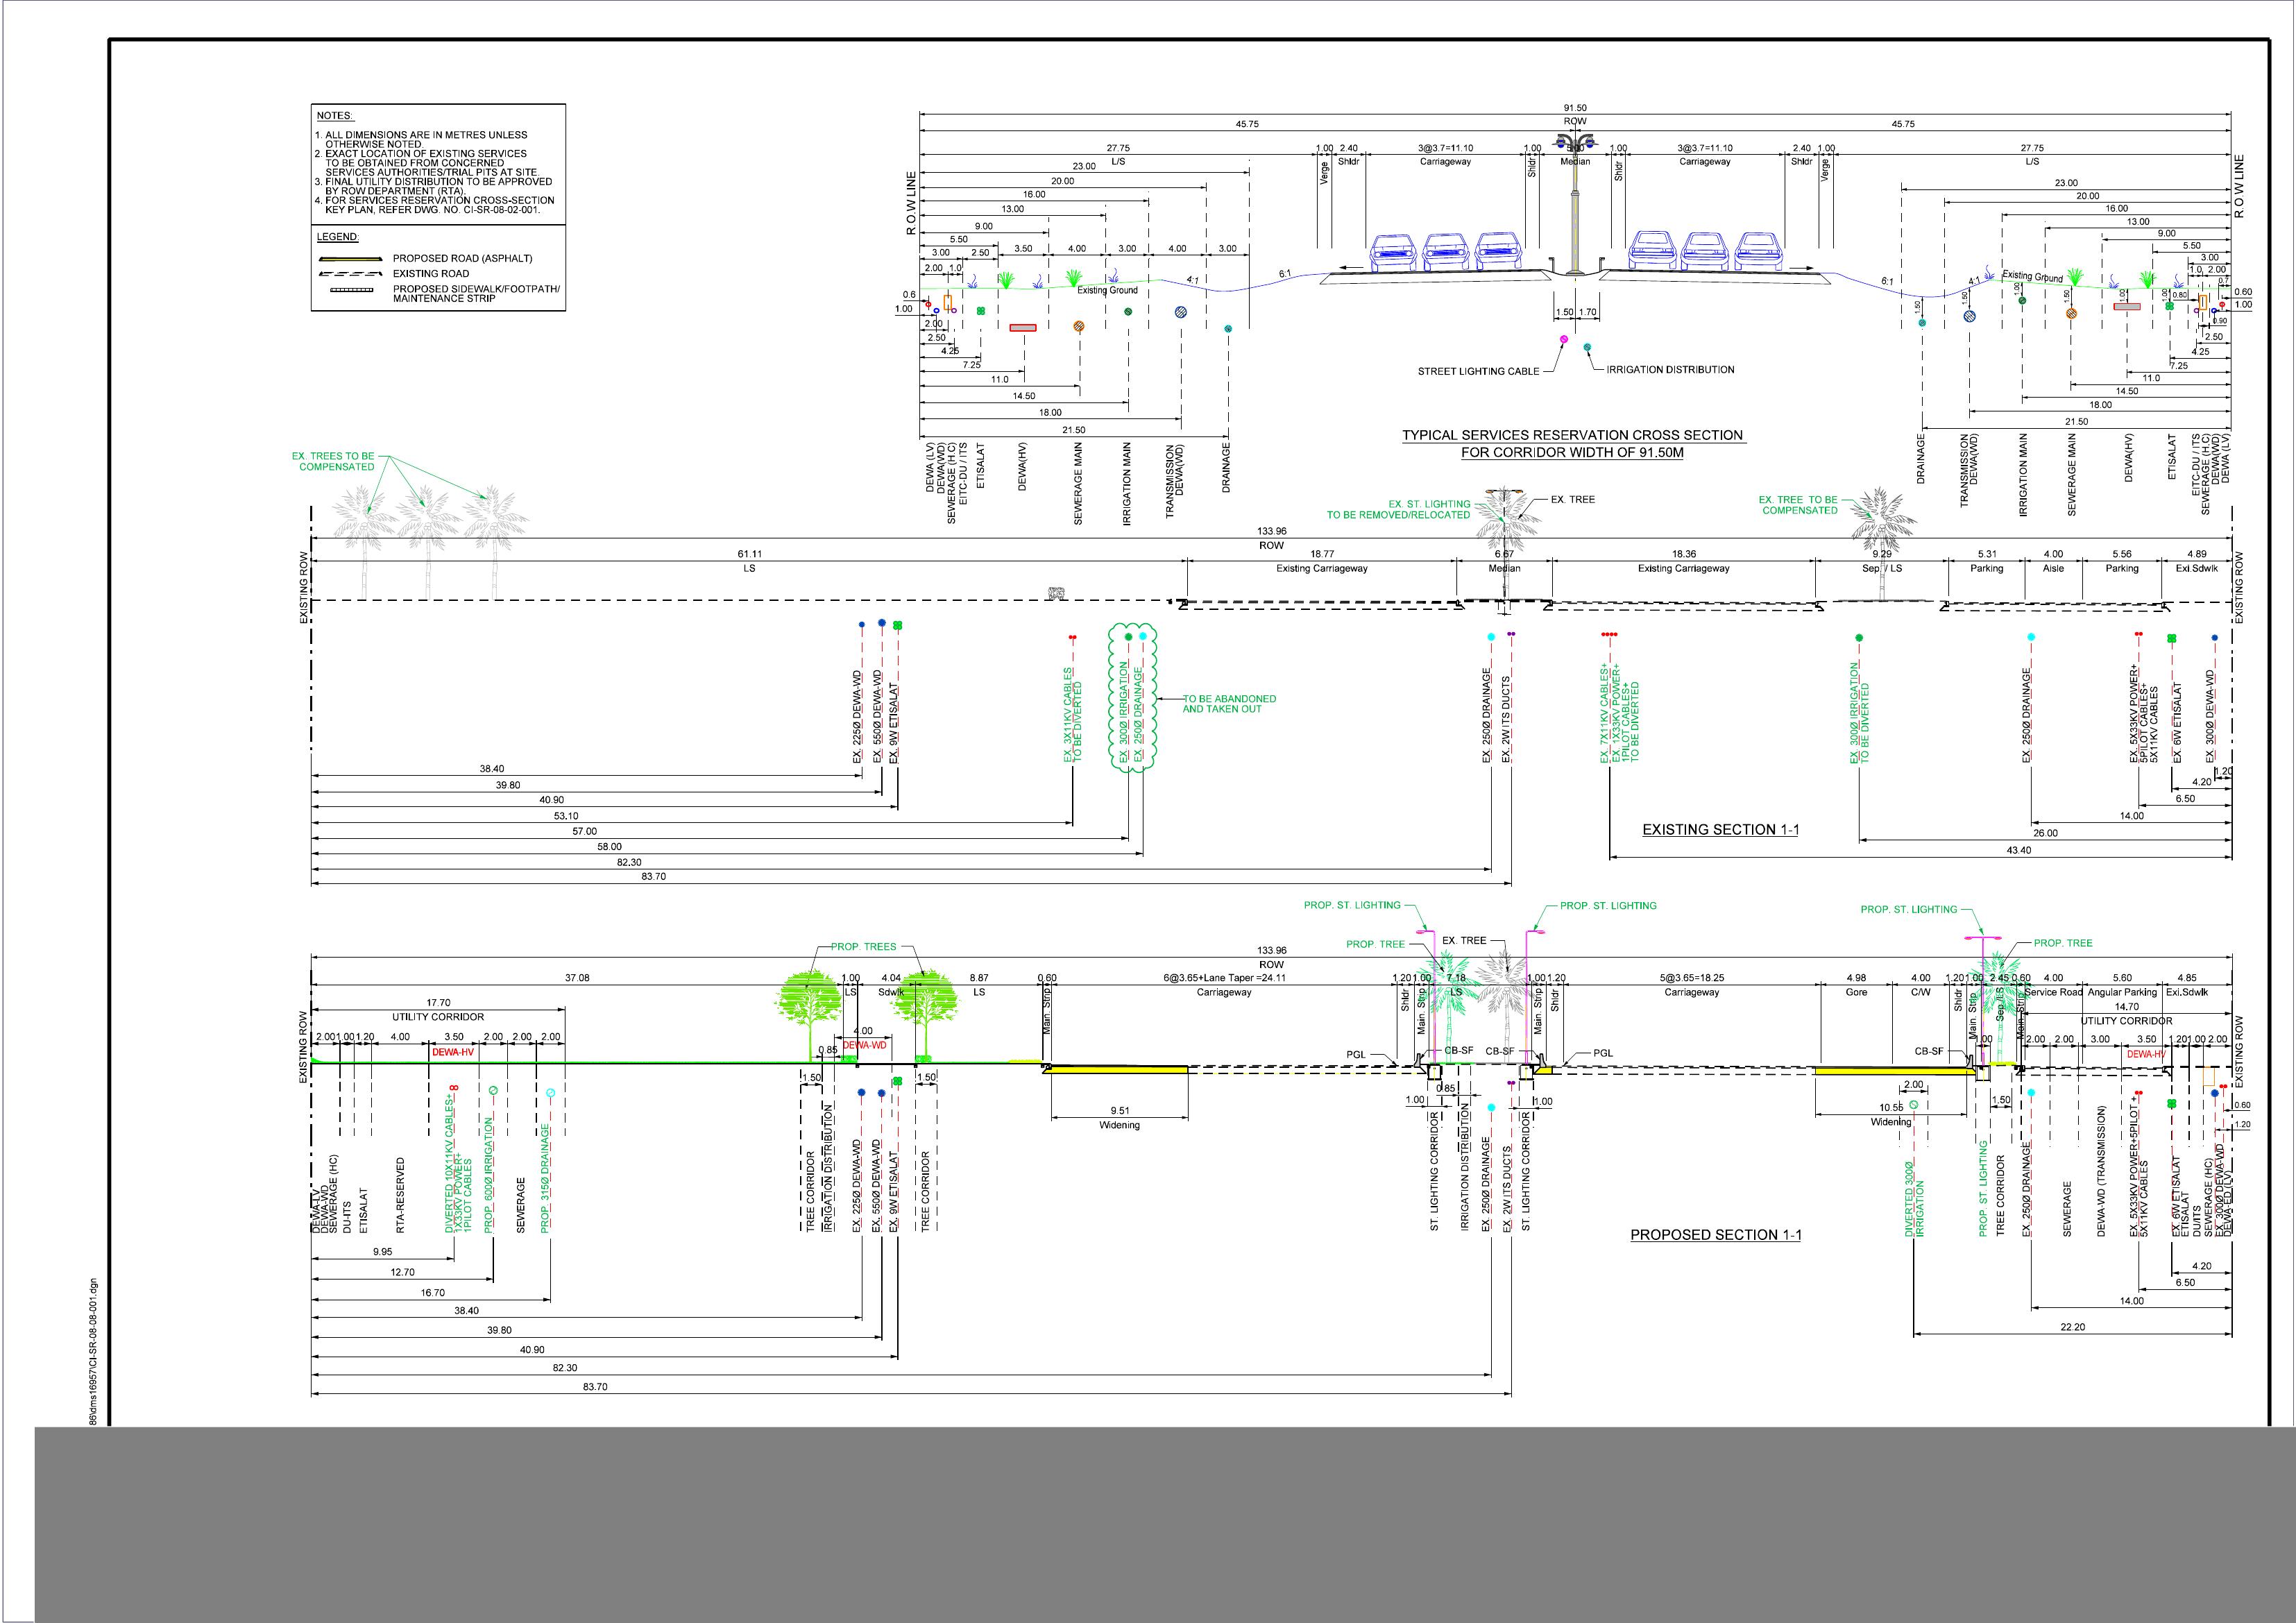 NOTES:
1. ALL DIMENSIONS ARE IN METRES UNLESS
OTHERWISE NOTED.
2. EXACT LOCATION OF EXISTING SERVICES
TO BE OBTAINED FROM CONCERNED
SERVICES AUTHORITIES/TRIAL PITS AT SITE.
3. FINAL UTILITY DISTRIBUTION TO BE APPROVED
BY ROW DEPARTMENT (RTA).
4. FOR SERVICES RESERVATION CROSS-SECTION
KEY PLAN, REFER DWG. NO. CI-SR-08-02-001.
LEGEND:
PROPOSED ROAD (ASPHALT)
EXISTING ROAD
PROPOSED SIDEWALK/FOOTPATH/
MAINTENANCE STRIP
91.50
ROW
45.75 45.75
27.75 1.00 2.40 3@3.7=11.10 1.00 1.00 3@3.7=11.10 2.40 1.00 27.75
L/S Verge Shldr Carriageway Shldr Median Shldr Carriageway Shldr Verge L/S
R.O.W LINE R.O.W LINE
23.00 23.00
20.00 20.00
16.00 16.00
13.00 13.00
9.00 9.00
5.50 5.50
3.00 2.50 3.50 4.00 3.00 4.00 3.00 3.00
2.00 1.0 1.0 2.00
4:1 6:1 6:1 4:1
Existing Ground Existing Ground
0.6 0.60
1.00 1.00
1.50 1.50 1.00 1.50 1.00 1.00 0.80
0.90
1.50 1.70
2.00
2.50 2.50
4.25 4.25
7.25 7.25
11.0 11.0
14.50 14.50
18.00 18.00
21.50 21.50
STREET LIGHTING CABLE
IRRIGATION DISTRIBUTION
DEWA (LV)
DEWA(WD)
SEWERAGE (H.C)
EITC-DU / ITS
ETISALAT
DEWA(HV)
SEWERAGE MAIN
IRRIGATION MAIN
TRANSMISSION
DEWA(WD)
DRAINAGE
TYPICAL SERVICES RESERVATION CROSS SECTION
FOR CORRIDOR WIDTH OF 91.50M
DRAINAGE
TRANSMISSION
DEWA(WD)
IRRIGATION MAIN
SEWERAGE MAIN
DEWA(HV)
ETISALAT
EITC-DU / ITS
SEWERAGE (H.C)
DEWA(WD)
DEWA (LV)
EX. TREES TO BE
COMPENSATED
EX. ST. LIGHTING
TO BE REMOVED/RELOCATED
EX. TREE
EX. TREE TO BE
COMPENSATED
133.96
ROW
61.11 18.77 6.67 18.36 9.29 5.31 4.00 5.56 4.89
LS Existing Carriageway Median Existing Carriageway Sep. / LS Parking Aisle Parking Exi.Sdwlk
EXISTING ROW EXISTING ROW
EX. 225Ø DEWA-WD
EX. 550Ø DEWA-WD
EX. 9W ETISALAT
EX. 3X11KV CABLES
TO BE DIVERTED
EX. 300Ø IRRIGATION
EX. 250Ø DRAINAGE
TO BE ABANDONED
AND TAKEN OUT
EX. 250Ø DRAINAGE
EX. 2W ITS DUCTS
EX. 7X11KV CABLES+
EX. 1X33KV POWER+
1PILOT CABLES+
TO BE DIVERTED
EX. 300Ø IRRIGATION
TO BE DIVERTED
EX. 250Ø DRAINAGE
EX. 5X33KV POWER+
5PILOT CABLES+
5X11KV CABLES
EX. 6W ETISALAT
EX. 300Ø DEWA-WD
38.40 1.20
39.80 4.20
40.90 6.50
53.10 14.00
57.00 26.00
58.00 43.40
82.30
83.70
EXISTING SECTION 1-1
PROP. ST. LIGHTING PROP. ST. LIGHTING PROP. ST. LIGHTING
PROP. TREES PROP. TREE EX. TREE PROP. TREE
133.96
ROW
37.08 1.00 4.04 8.87 0.60 6@3.65+Lane Taper =24.11 1.20 1.00 7.18 1.00 1.20 5@3.65=18.25 4.98 4.00 1.20 1.00 2.45 0.60 4.00 5.60 4.85
LS Sdwlk LS Main. Strip Carriageway Shldr Main. Strip LS Main. Strip Shldr Carriageway Gore C/W Shldr Main. Strip Sep./LS Main. Strip Service Road Angular Parking Exi.Sdwlk
17.70 14.70
UTILITY CORRIDOR UTILITY CORRIDOR
2.00 1.00 1.20 4.00 3.50 2.00 2.00 2.00
DEWA-HV
4.00
DEWA-WD
0.85
1.00 2.00 2.00 3.00 3.50 1.20 1.00 2.00
DEWA-HV
EXISTING ROW EXISTING ROW
PGL CB-SF CB-SF PGL CB-SF
1.50 1.50
9.51
Widening
1.00 0.85 1.00
2.00
10.55
Widening
1.50
0.60
1.20
DEWA-LV
DEWA-WD
SEWERAGE (HC)
DU-ITS
ETISALAT
RTA-RESERVED
DIVERTED 10X11KV CABLES+
1X33KV POWER+
1PILOT CABLES
PROP. 600Ø IRRIGATION
SEWERAGE
PROP. 315Ø DRAINAGE
TREE CORRIDOR
IRRIGATION DISTRIBUTION
EX. 225Ø DEWA-WD
EX. 550Ø DEWA-WD
EX. 9W ETISALAT
TREE CORRIDOR
ST. LIGHTING CORRIDOR
IRRIGATION DISTRIBUTION
EX. 250Ø DRAINAGE
EX. 2W ITS DUCTS
ST. LIGHTING CORRIDOR
DIVERTED 300Ø
IRRIGATION
PROP. ST. LIGHTING
TREE CORRIDOR
EX. 250Ø DRAINAGE
SEWERAGE
DEWA-WD (TRANSMISSION)
EX. 5X33KV POWER+5PILOT +
5X11KV CABLES
EX. 6W ETISALAT
ETISALAT
DU/ITS
SEWERAGE (HC)
EX. 300Ø DEWA-WD
PROPOSED SECTION 1-1
9.95 4.20
12.70 6.50
16.70 14.00
38.40 22.20
39.80
40.90
82.30
83.70
86\dms16957\CI-SR-08-08-001.dgn